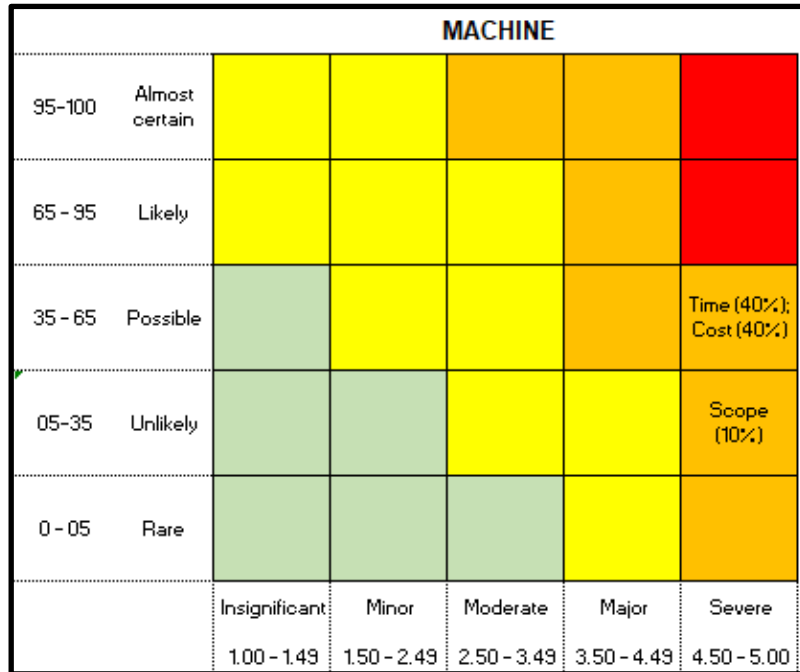 MACHINE
95-100 Almost certain
65 - 95 Likely
35 - 65 Possible Time (40%);
Cost (40%)
05-35 Unlikely Scope
(10%)
0 - 05 Rare
Insignificant Minor Moderate Major Severe
1.00 - 1.49 1.50 - 2.49 2.50 - 3.49 3.50 - 4.49 4.50 - 5.00